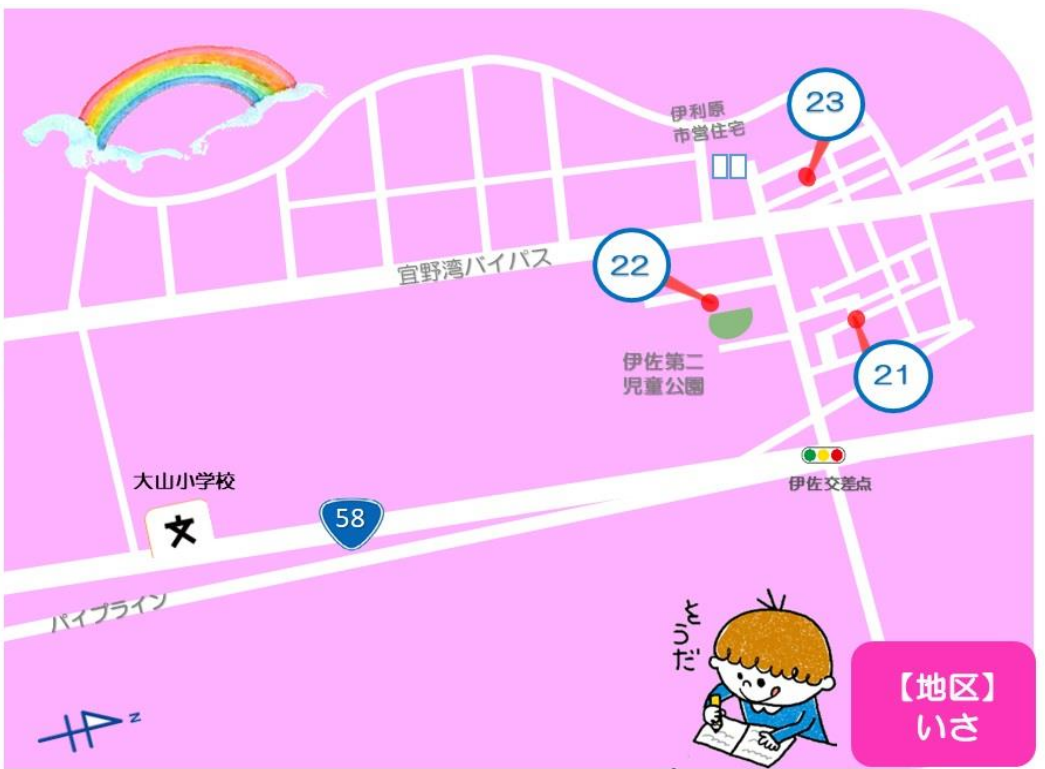 伊利原
市営住宅
23
宜野湾バイパス
22
伊佐第二
児童公園
21
大山小学校
文
58
伊佐交差点
パイプライン
とうだ
N
【地区】
いさ